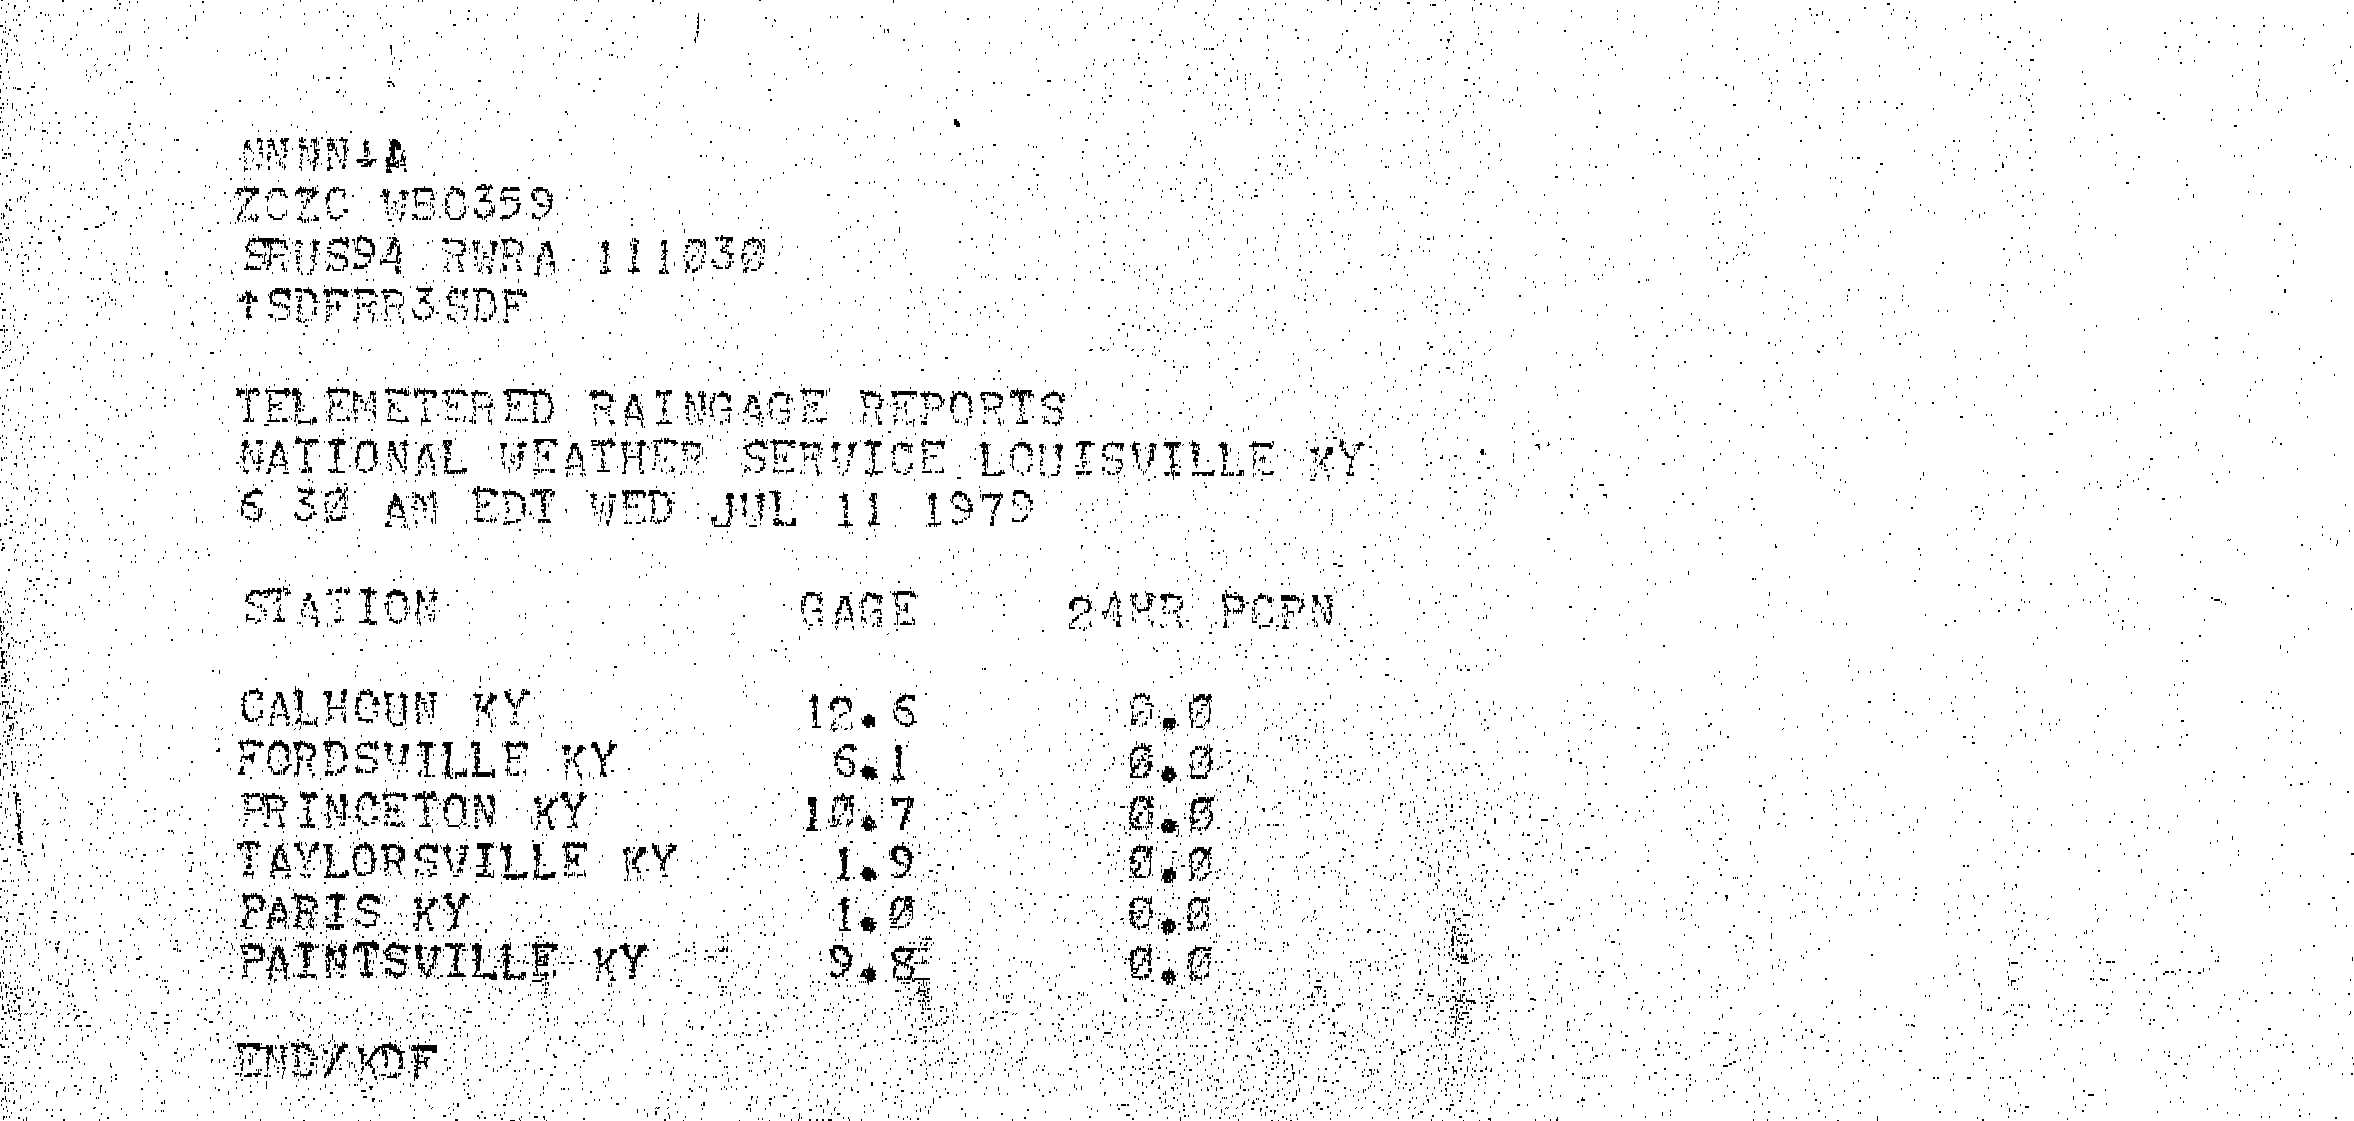 NNNN↓A
ZCZC WBO359
SRUS94 RWRA 111030
↑SDFRR3SDF
TELEMETERED RAINGAGE REPORTS
NATIONAL WEATHER SERVICE LOUISVILLE KY
6 30 AM EDT WED JUL 11 1979
STATION GAGE 24HR PCPN
CALHOUN KY 12.6 0.0
FORDSVILLE KY 6.1 0.0
PRINCETON KY 10.7 0.0
TAYLORSVILLE KY 1.9 0.0
PARIS KY 1.0 0.0
PAINTSVILLE KY 9.8 0.0
END/KDF